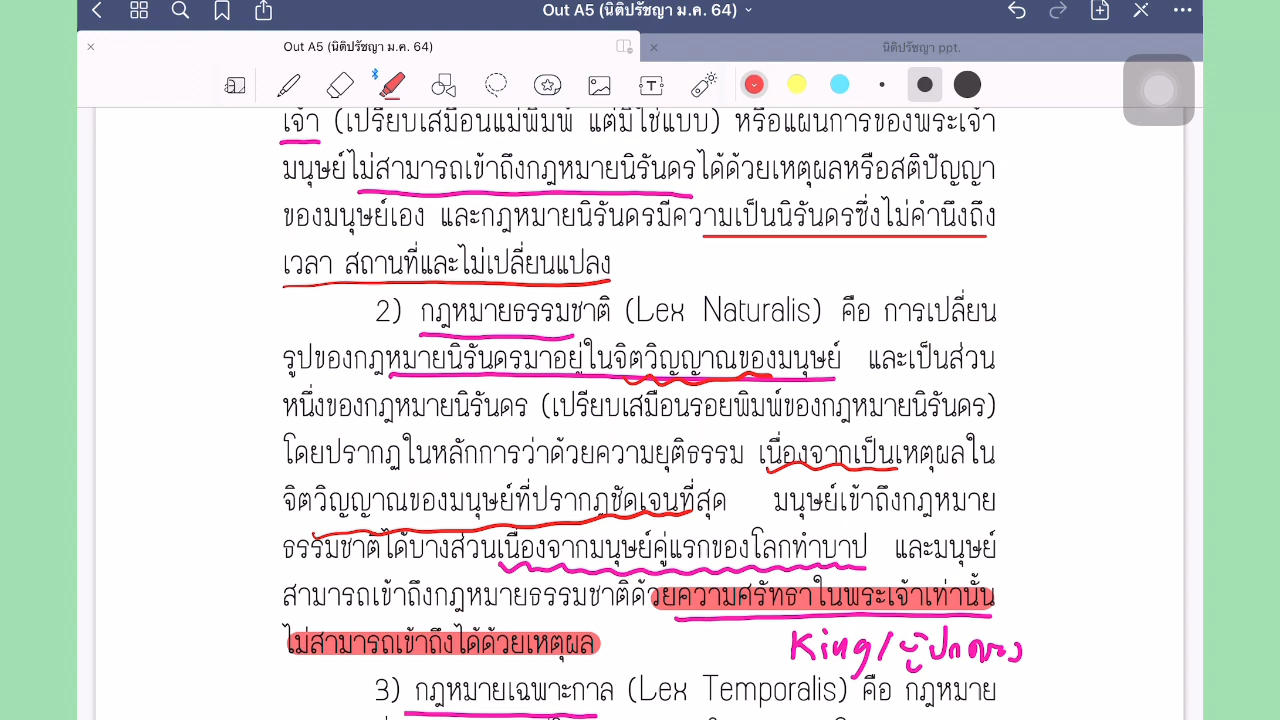 Out A5 (นิติปรัชญา ม.ค. 64)
Out A5 (นิติปรัชญา ม.ค. 64)
นิติปรัชญา ppt.
เจ้า (เปรียบเสมือนแม่พิมพ์ แต่มิใช่แบบ) หรือแผนการของพระเจ้า
มนุษย์ไม่สามารถเข้าถึงกฎหมายนิรันดรได้ด้วยเหตุผลหรือสติปัญญา
ของมนุษย์เอง และกฎหมายนิรันดรมีความเป็นนิรันดรซึ่งไม่คำนึงถึง
เวลา สถานที่และไม่เปลี่ยนแปลง
2) กฎหมายธรรมชาติ (Lex Naturalis) คือ การเปลี่ยน
รูปของกฎหมายนิรันดรมาอยู่ในจิตวิญญาณของมนุษย์ และเป็นส่วน
หนึ่งของกฎหมายนิรันดร (เปรียบเสมือนรอยพิมพ์ของกฎหมายนิรันดร)
โดยปรากฏในหลักการว่าด้วยความยุติธรรม เนื่องจากเป็นเหตุผลใน
จิตวิญญาณของมนุษย์ที่ปรากฏชัดเจนที่สุด มนุษย์เข้าถึงกฎหมาย
ธรรมชาติได้บางส่วนเนื่องจากมนุษย์คู่แรกของโลกทำบาป และมนุษย์
สามารถเข้าถึงกฎหมายธรรมชาติด้วยความศรัทธาในพระเจ้าเท่านั้น
ไม่สามารถเข้าถึงได้ด้วยเหตุผล
King/ผู้ปกครอง
3) กฎหมายเฉพาะกาล (Lex Temporalis) คือ กฎหมาย